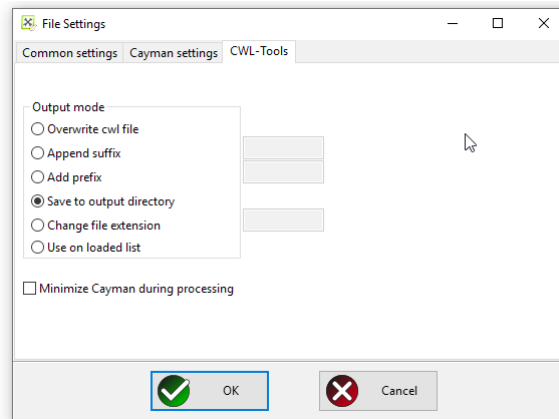 File Settings
Common settings Cayman settings CWL-Tools
Output mode
Overwrite cwl file
Append suffix
Add prefix
Save to output directory
Change file extension
Use on loaded list
Minimize Cayman during processing
OK Cancel